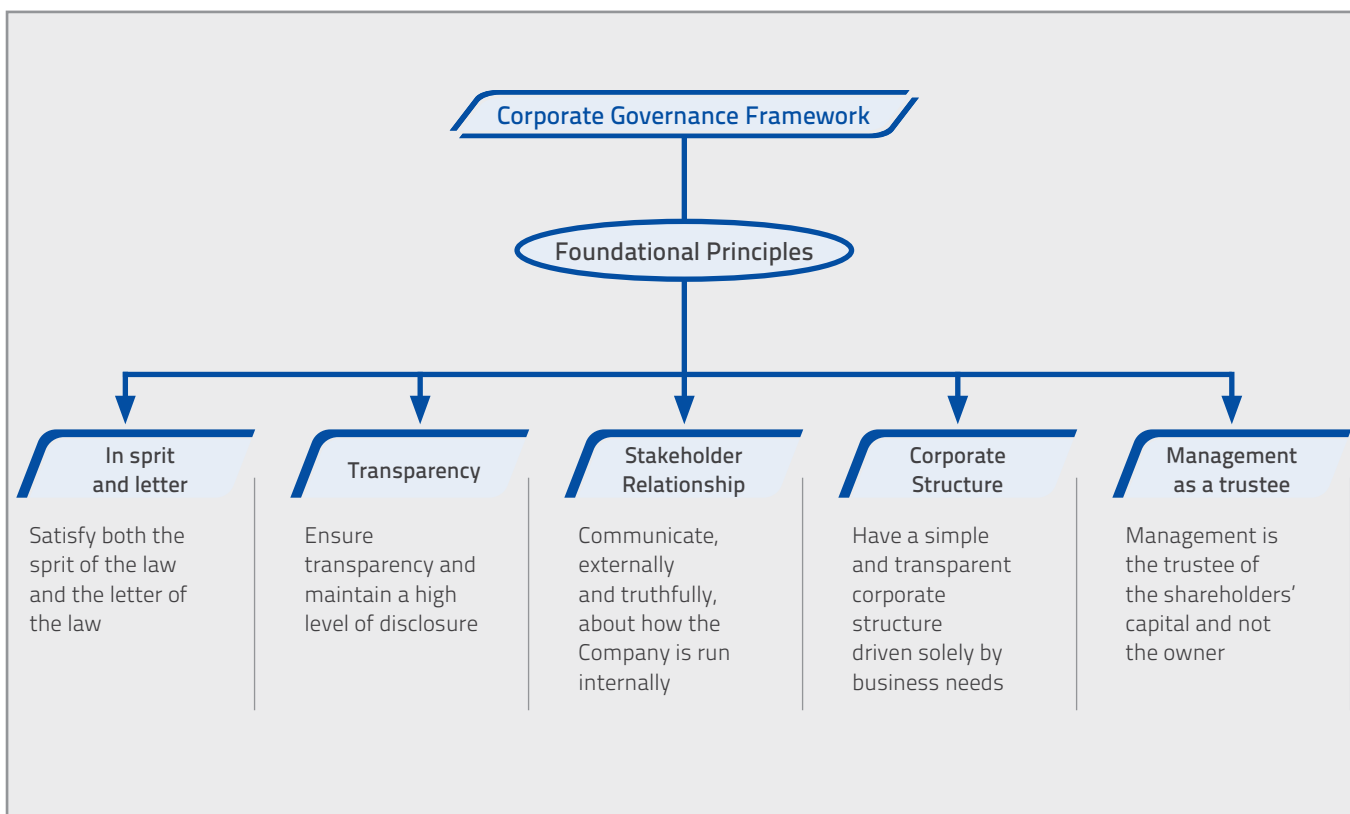 Corporate Governance Framework
Foundational Principles
In sprit
and letter
Satisfy both the
sprit of the law
and the letter of
the law
Transparency
Ensure
transparency and
maintain a high
level of disclosure
Stakeholder
Relationship
Communicate,
externally
and truthfully,
about how the
Company is run
internally
Corporate
Structure
Have a simple
and transparent
corporate
structure
driven solely by
business needs
Management
as a trustee
Management is
the trustee of
the shareholders’
capital and not
the owner